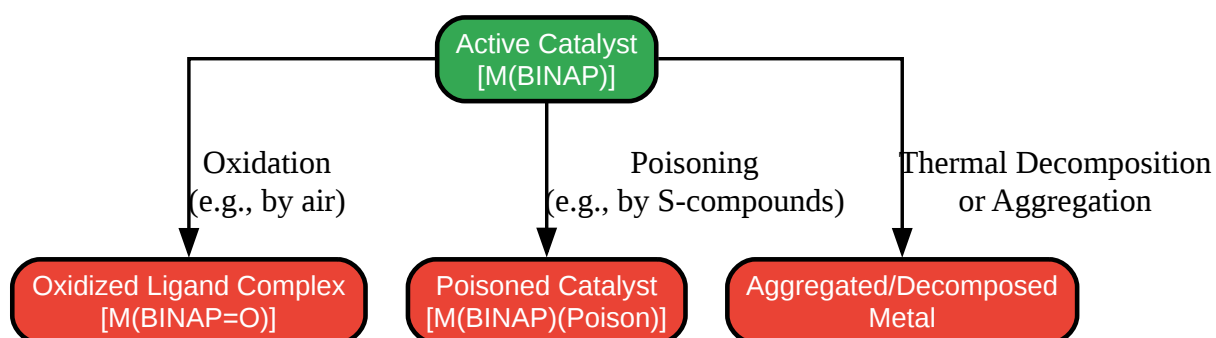 Active Catalyst
[M(BINAP)]
Oxidation
(e.g., by air)
Poisoning
(e.g., by S-compounds)
Thermal Decomposition
or Aggregation
Oxidized Ligand Complex
[M(BINAP=O)]
Poisoned Catalyst
[M(BINAP)(Poison)]
Aggregated/Decomposed
Metal